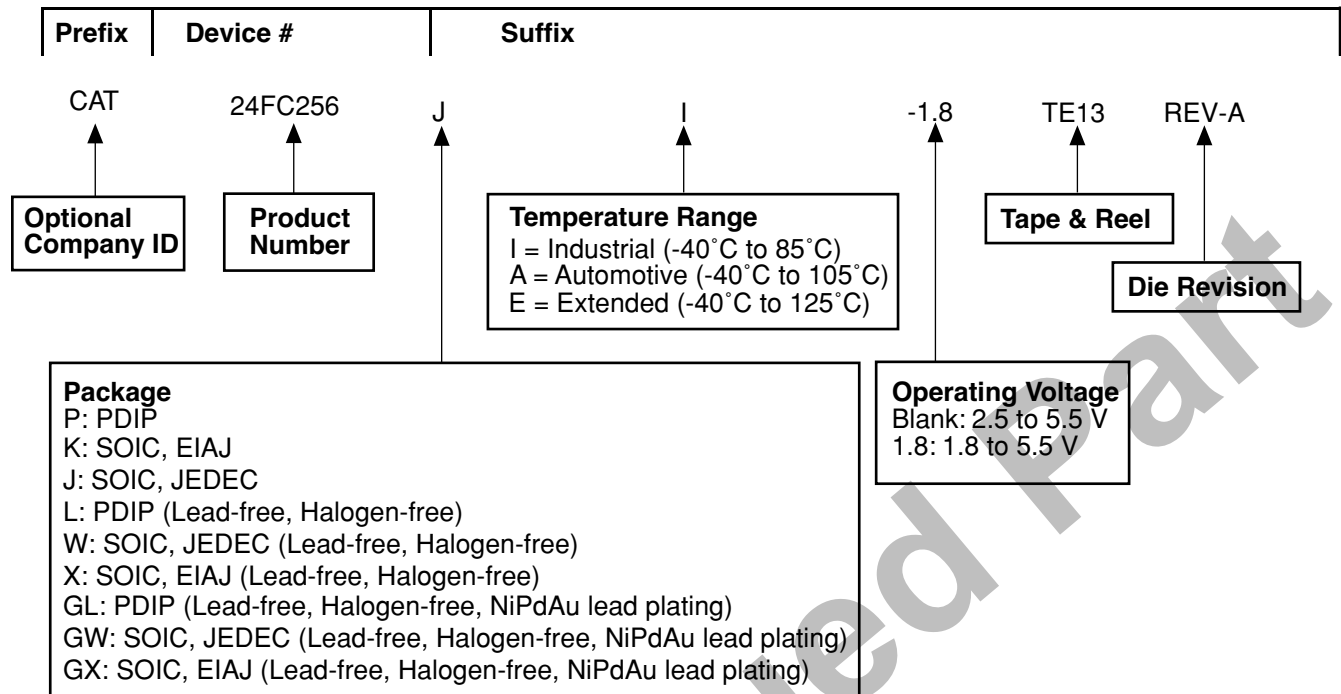 Prefix Device # Suffix
CAT 24FC256 J I -1.8 TE13 REV-A
Optional
Company ID
Product
Number
Temperature Range
I = Industrial (-40˚C to 85˚C)
A = Automotive (-40˚C to 105˚C)
E = Extended (-40˚C to 125˚C)
Tape & Reel
Die Revision
Package
P: PDIP
K: SOIC, EIAJ
J: SOIC, JEDEC
L: PDIP (Lead-free, Halogen-free)
W: SOIC, JEDEC (Lead-free, Halogen-free)
X: SOIC, EIAJ (Lead-free, Halogen-free)
GL: PDIP (Lead-free, Halogen-free, NiPdAu lead plating)
GW: SOIC, JEDEC (Lead-free, Halogen-free, NiPdAu lead plating)
GX: SOIC, EIAJ (Lead-free, Halogen-free, NiPdAu lead plating)
Operating Voltage
Blank: 2.5 to 5.5 V
1.8: 1.8 to 5.5 V
Part